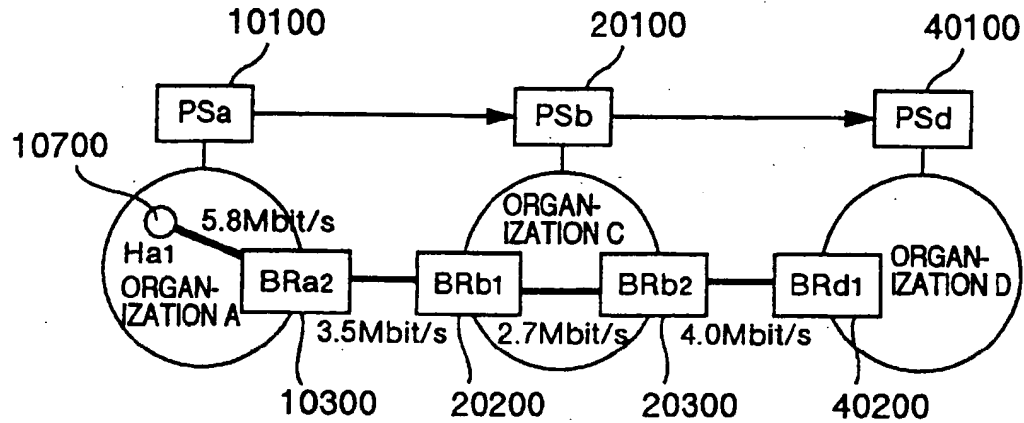 10100
20100
40100
PSa
PSb
PSd
10700
5.8Mbit/s
Ha1
ORGAN-
IZATION A
BRa2
3.5Mbit/s
BRb1
ORGAN-
IZATION C
2.7Mbit/s
BRb2
4.0Mbit/s
BRd1
ORGAN-
IZATION D
10300
20200
20300
40200